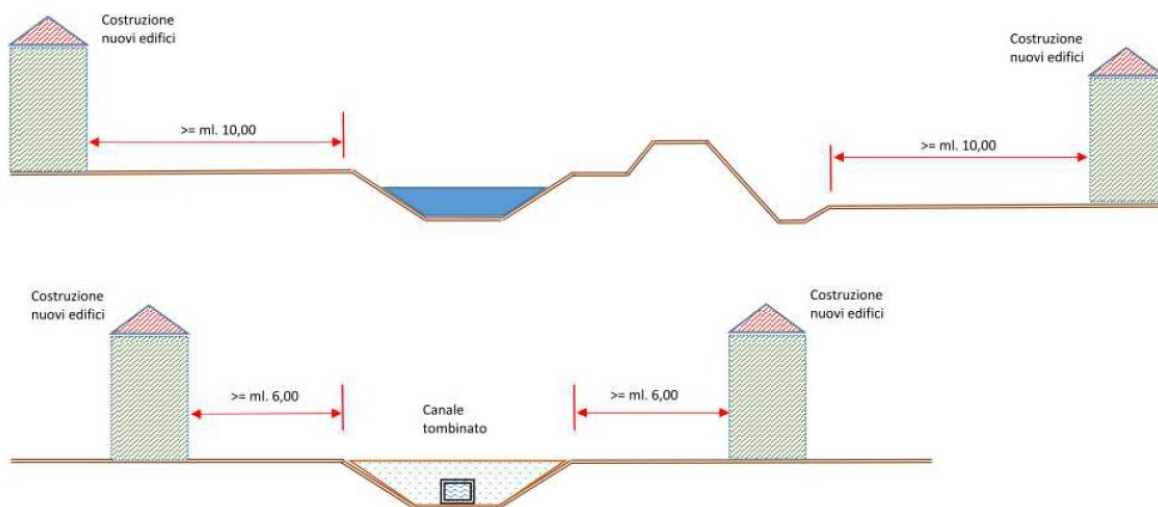 Costruzione
nuovi edifici
Costruzione
nuovi edifici
>= ml. 10,00
>= ml. 10,00
Costruzione
nuovi edifici
Costruzione
nuovi edifici
>= ml. 6,00
>= ml. 6,00
Canale
tombinato